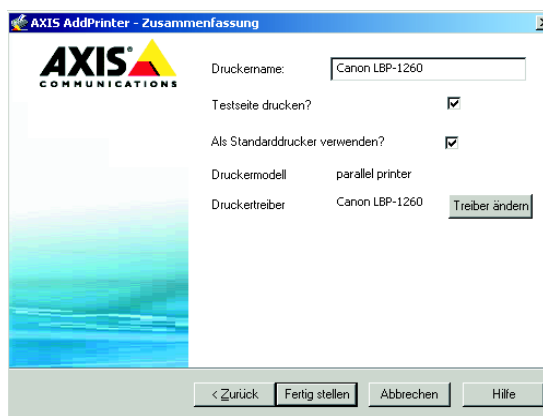 AXIS AddPrinter - Zusammenfassung
AXIS
COMMUNICATIONS
Druckername: Canon LBP-1260
Testseite drucken?
Als Standarddrucker verwenden?
Druckermodell parallel printer
Druckertreiber Canon LBP-1260 Treiber ändern
< Zurück Fertig stellen Abbrechen Hilfe